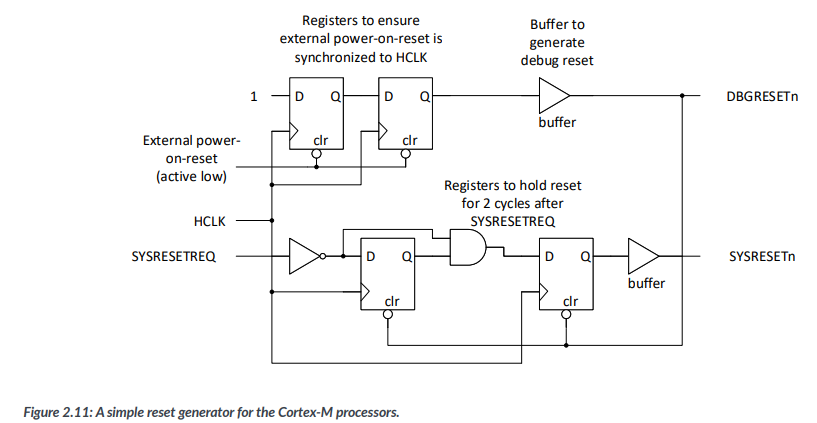 Registers to ensure
external power-on-reset is
synchronized to HCLK
Buffer to
generate
debug reset
1
D
Q
D
Q
DBGRESETn
buffer
clr
clr
External power-
on-reset
(active low)
Registers to hold reset
for 2 cycles after
SYSRESETREQ
HCLK
SYSRESETREQ
D
Q
D
Q
SYSRESETn
buffer
clr
clr
Figure 2.11: A simple reset generator for the Cortex-M processors.